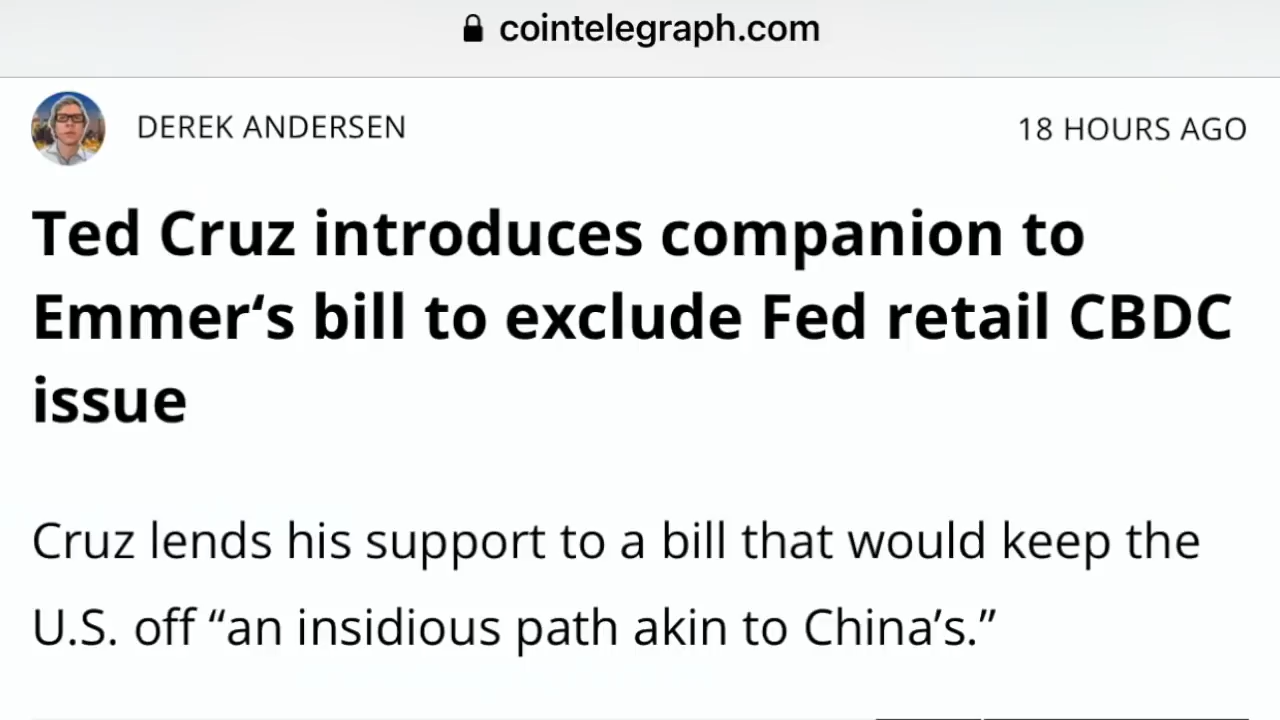 cointelegraph.com
DEREK ANDERSEN
18 HOURS AGO
Ted Cruz introduces companion to
Emmer‘s bill to exclude Fed retail CBDC
issue
Cruz lends his support to a bill that would keep the
U.S. off “an insidious path akin to China’s.”